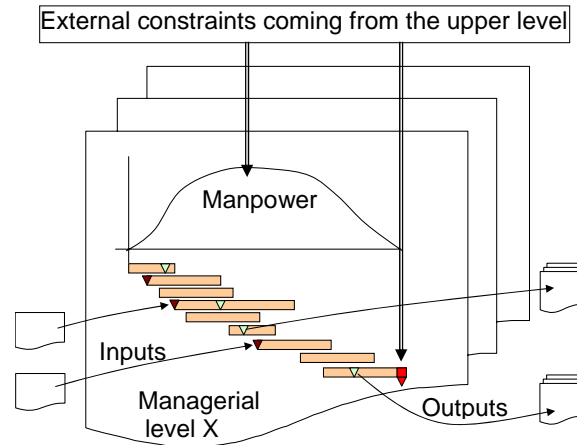 External constraints coming from the upper level
Manpower
Inputs
Managerial
level X
Outputs